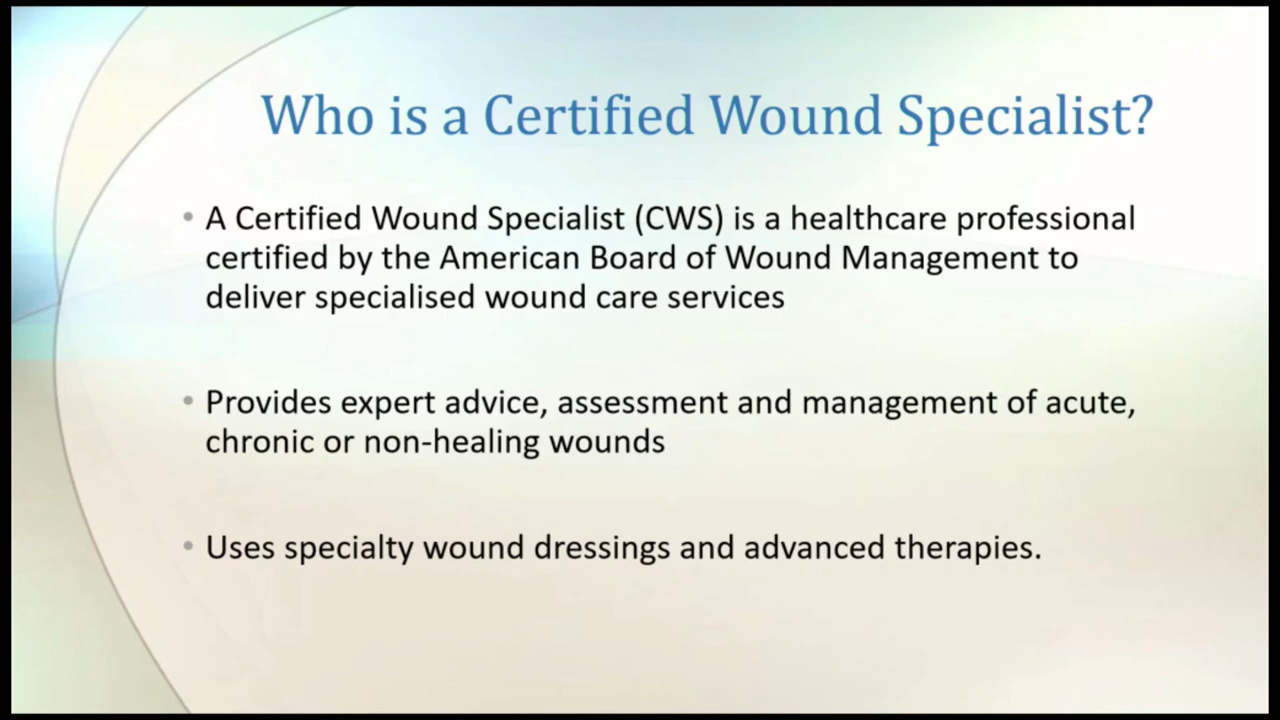 Who is a Certified Wound Specialist?
• A Certified Wound Specialist (CWS) is a healthcare professional
certified by the American Board of Wound Management to
deliver specialised wound care services
• Provides expert advice, assessment and management of acute,
chronic or non-healing wounds
• Uses specialty wound dressings and advanced therapies.